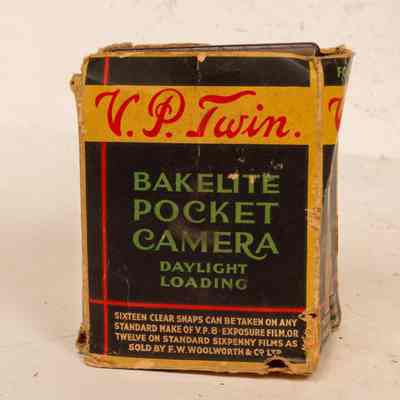 V.P. Twin.
BAKELITE
POCKET
CAMERA
DAYLIGHT
LOADING
SIXTEEN CLEAR SNAPS CAN BE TAKEN ON ANY
STANDARD MAKE OF V.P. 8-EXPOSURE FILM, OR
TWELVE ON STANDARD SIXPENNY FILMS AS
SOLD BY F. W. WOOLWORTH & CO LTD